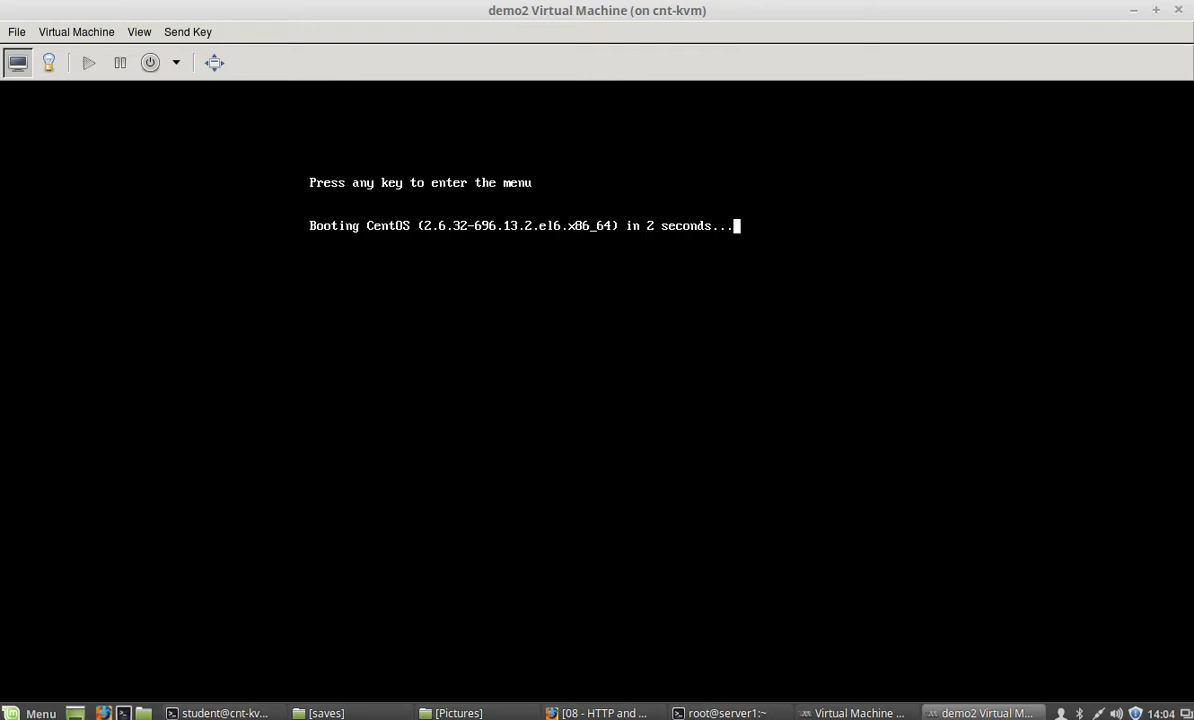 demo2 Virtual Machine (on cnt-kvm)
File Virtual Machine View Send Key
Press any key to enter the menu
Booting CentOS (2.6.32-696.13.2.el6.x86_64) in 2 seconds...
Menu student@cnt-kv... [saves] [Pictures] [08 - HTTP and ... root@server1:~ Virtual Machine ... demo2 Virtual M... 14:04